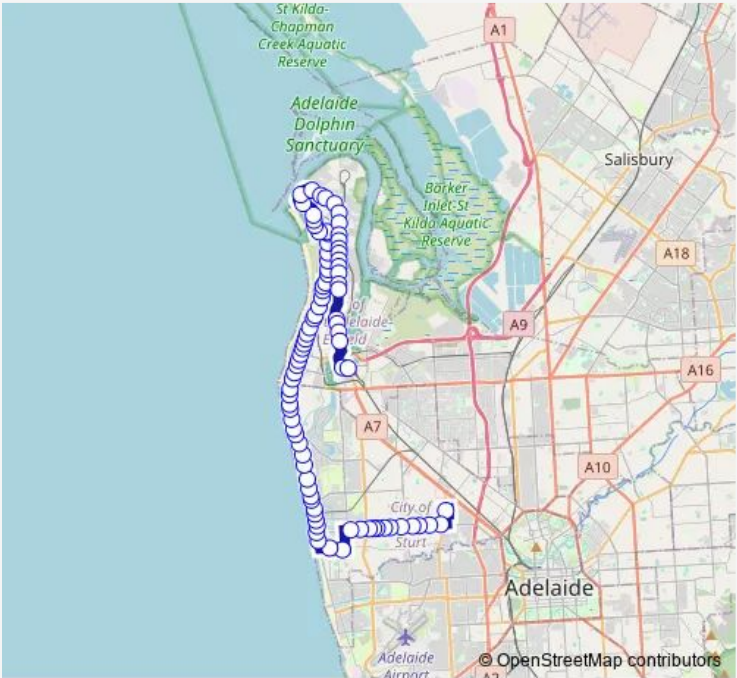 St Kilda-
Chapman
Creek Aquatic
Reserve
A1
Adelaide
Dolphin
Sanctuary
Salisbury
Barker
Inlet-St
Kilda Aquatic
Reserve
A18
of
A9
A16
A7
A10
City of
Sturt
Adelaide
Adelaide
Airport
© OpenStreetMap contributors